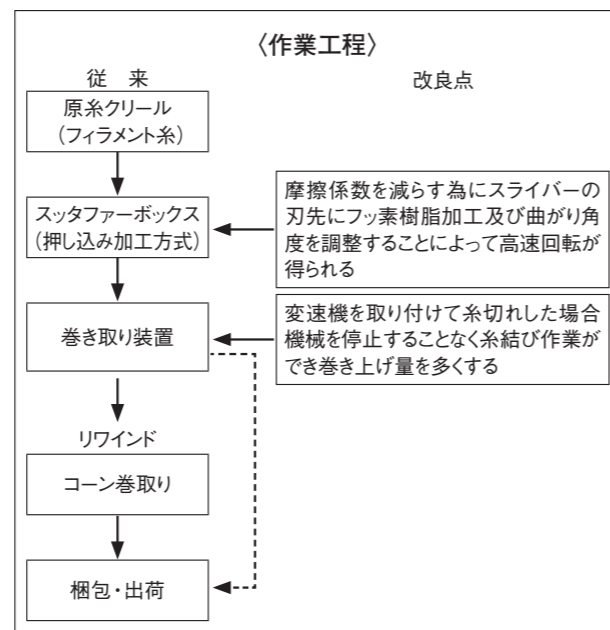 〈作業工程〉
従　来
改良点
原糸クリール
（フィラメント糸）
スッタファーボックス
（押し込み加工方式）
摩擦係数を減らす為にスライバーの
刃先にフッ素樹脂加工及び曲がり角
度を調整することによって高速回転が
得られる
巻き取り装置
変速機を取り付けて糸切れした場合
機械を停止することなく糸結び作業が
でき巻き上げ量を多くする
リワインド
コーン巻取り
梱包・出荷